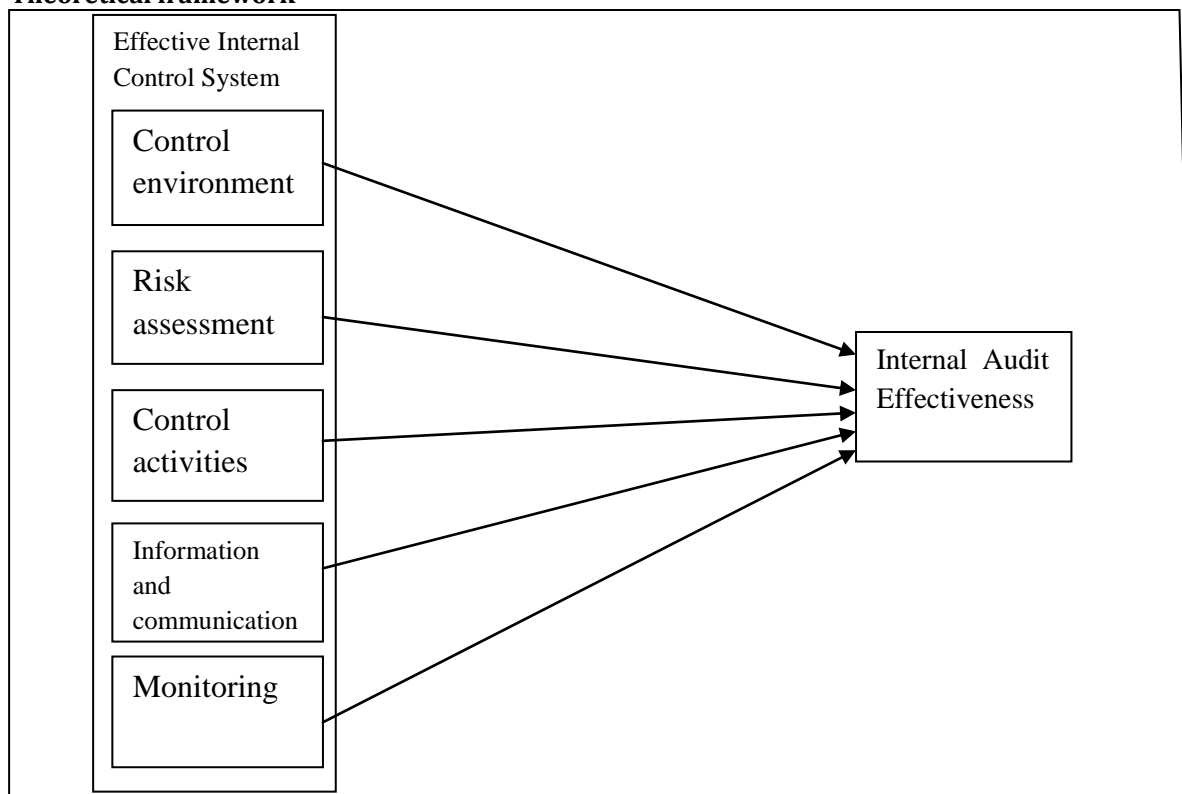 Theoretical framework
Effective Internal
Control System
Control
environment
Risk
assessment
Control
activities
Information
and
communication
Monitoring
Internal Audit
Effectiveness